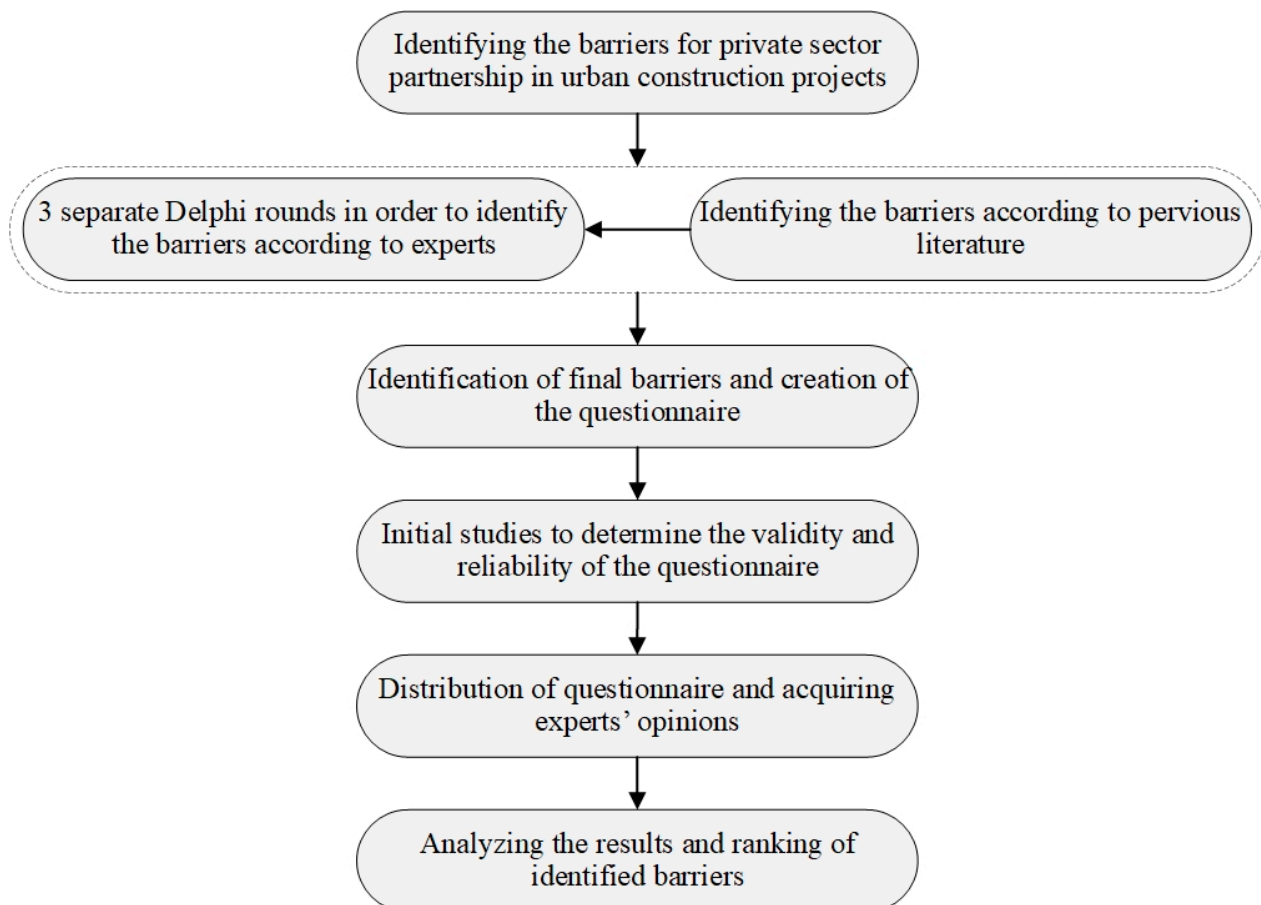 Identifying the barriers for private sector
partnership in urban construction projects
3 separate Delphi rounds in order to identify
the barriers according to experts
Identifying the barriers according to pervious
literature
Identification of final barriers and creation of
the questionnaire
Initial studies to determine the validity and
reliability of the questionnaire
Distribution of questionnaire and acquiring
experts’ opinions
Analyzing the results and ranking of
identified barriers